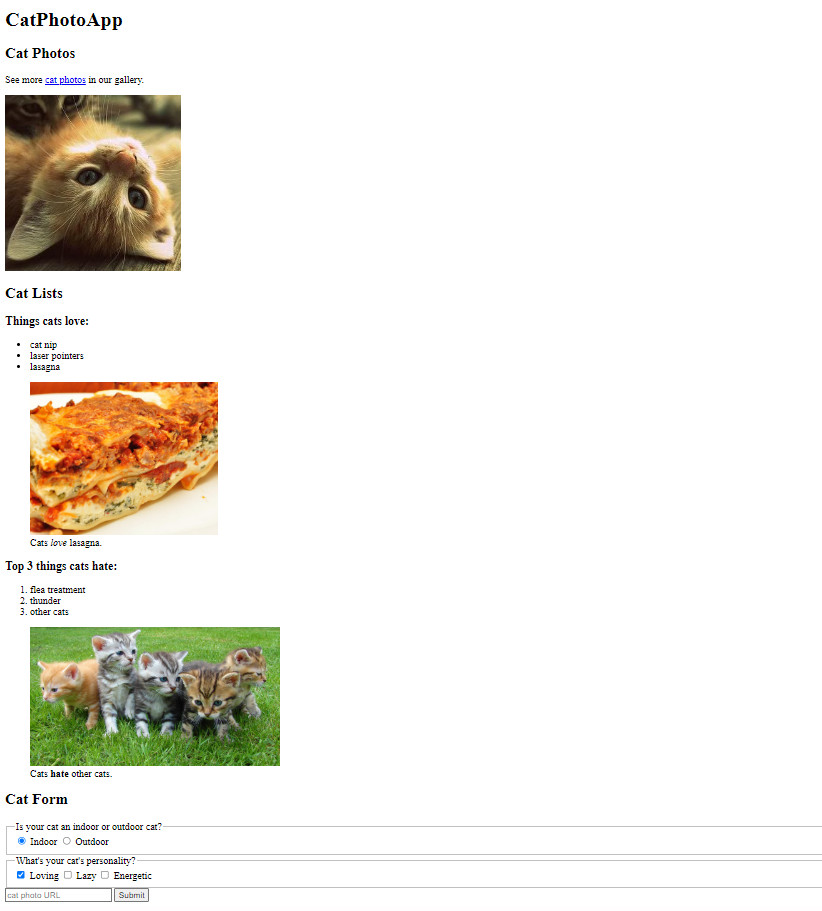 CatPhotoApp
Cat Photos
See more cat photos in our gallery.
Cat Lists
Things cats love:
cat nip
laser pointers
lasagna
Cats love lasagna.
Top 3 things cats hate:
1. flea treatment
2. thunder
3. other cats
Cats hate other cats.
Cat Form
Is your cat an indoor or outdoor cat?
Indoor Outdoor
What's your cat's personality?
Loving Lazy Energetic
cat photo URL Submit